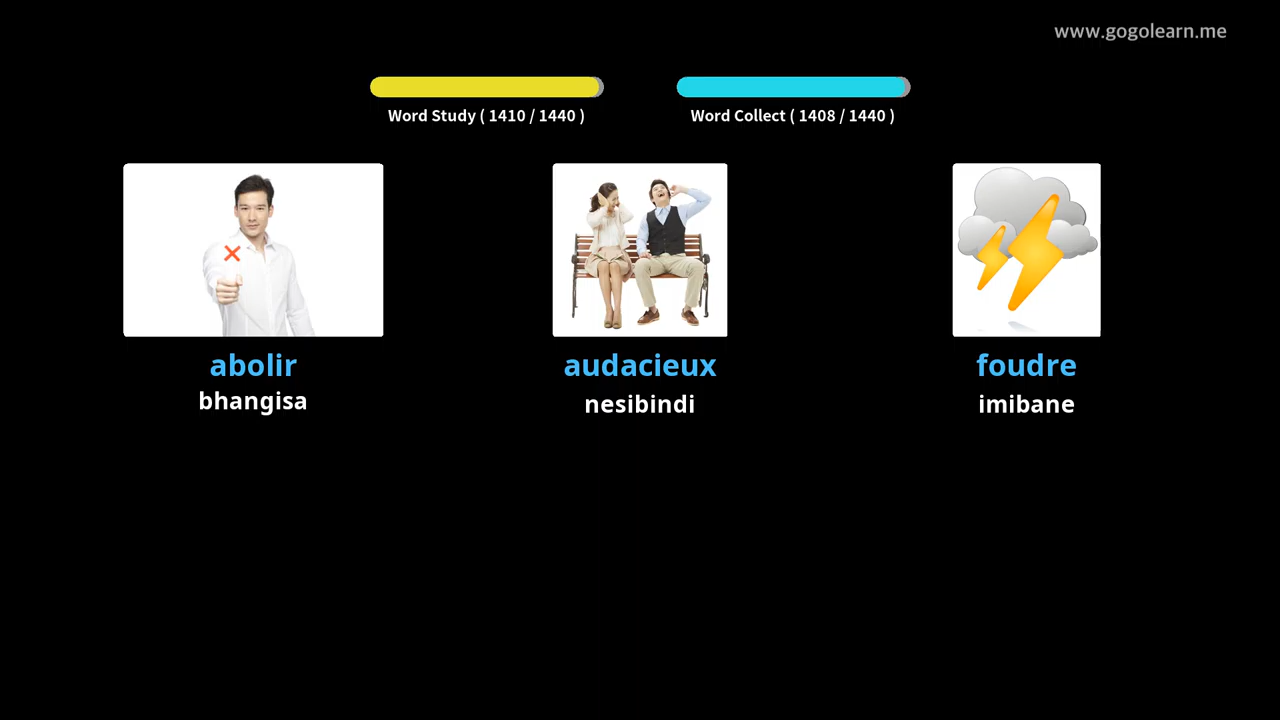 www.gogolearn.me
Word Study ( 1410 / 1440 )
Word Collect ( 1408 / 1440 )
abolir
bhangisa
audacieux
nesibindi
foudre
imibane